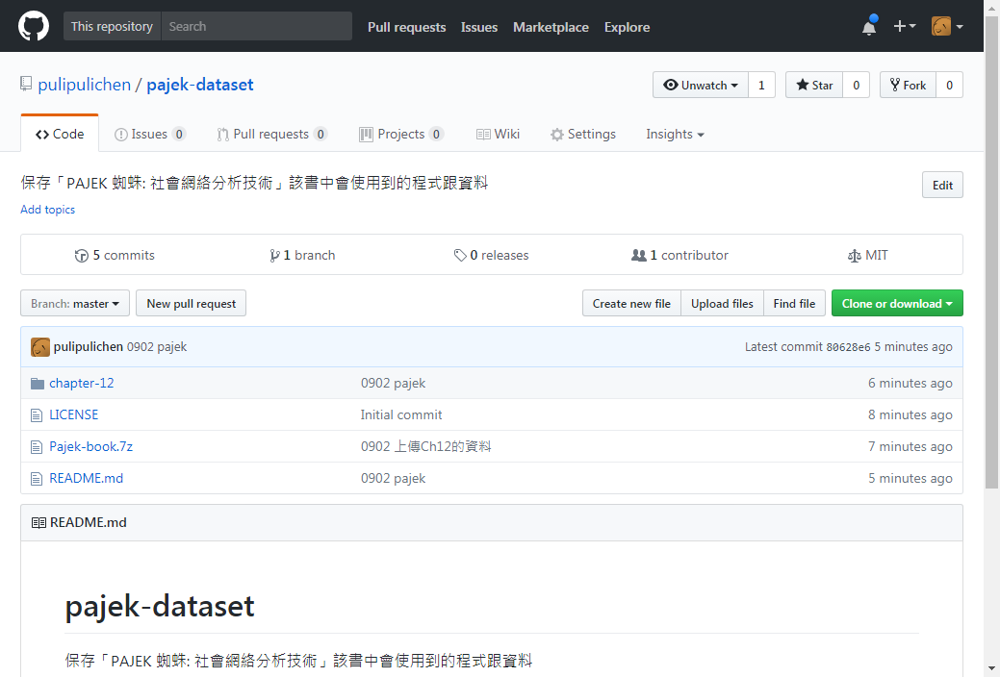 This repository Search Pull requests Issues Marketplace Explore
pulipulichen / pajek-dataset Unwatch 1 Star 0 Fork 0
Code Issues 0 Pull requests 0 Projects 0 Wiki Settings Insights
保存「PAJEK 蜘蛛: 社會網絡分析技術」該書中會使用到的程式跟資料 Edit
Add topics
5 commits 1 branch 0 releases 1 contributor MIT
Branch: master New pull request Create new file Upload files Find file Clone or download
pulipulichen 0902 pajek Latest commit 80628e6 5 minutes ago
chapter-12 0902 pajek 6 minutes ago
LICENSE Initial commit 8 minutes ago
Pajek-book.7z 0902 上傳Ch12的資料 7 minutes ago
README.md 0902 pajek 5 minutes ago
README.md
pajek-dataset
保存「PAJEK 蜘蛛: 社會網絡分析技術」該書中會使用到的程式跟資料